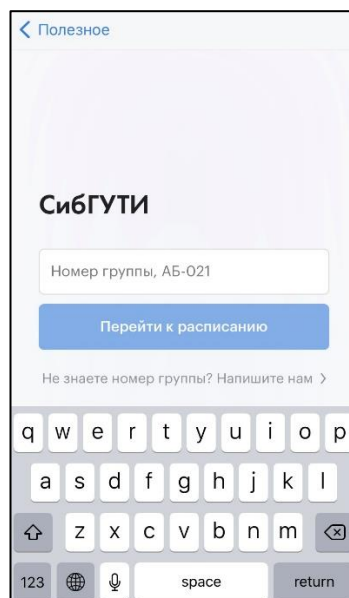 Полезное
СибГУТИ
Номер группы, АБ-021
Перейти к расписанию
Не знаете номер группы? Напишите нам >
q w e r t y u i o p
a s d f g h j k l
z x c v b n m
123 space return